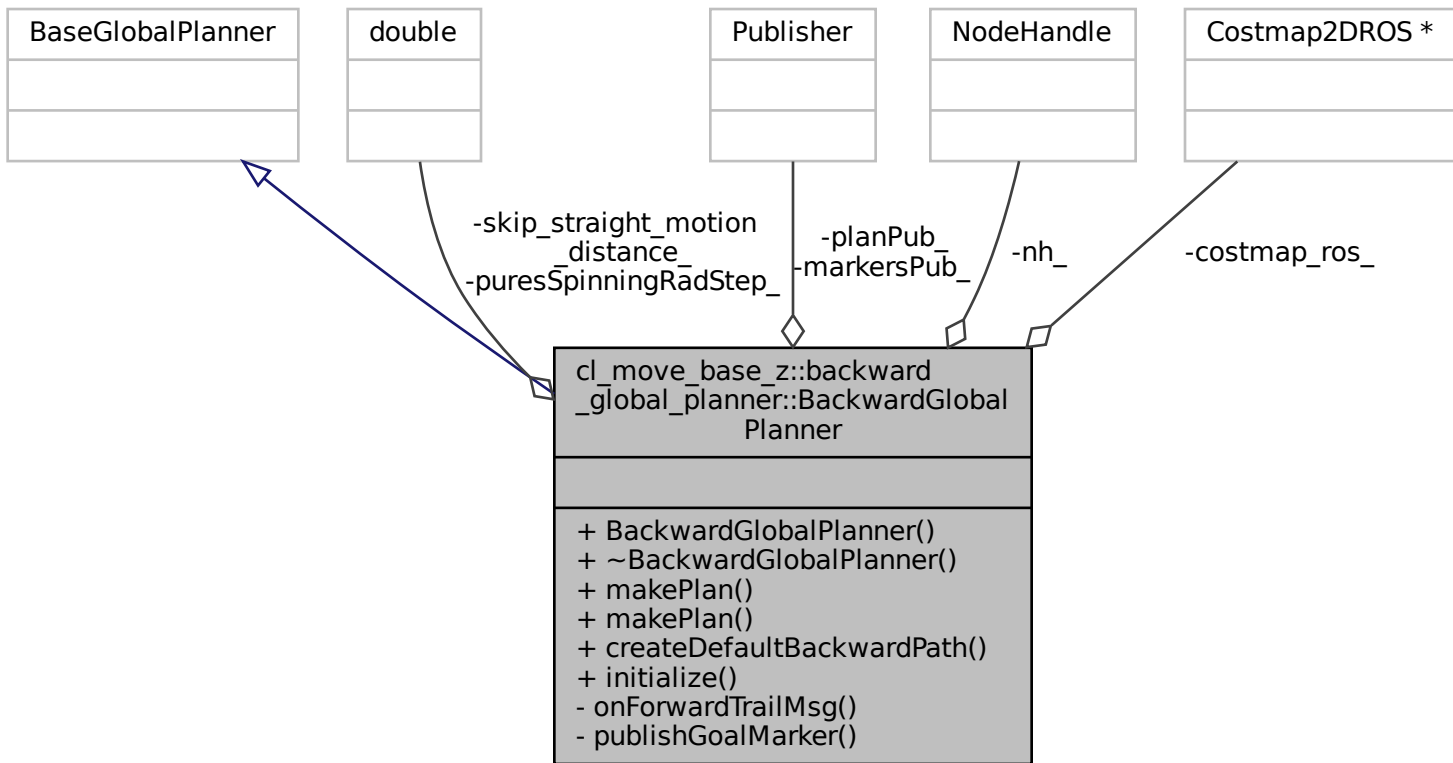 BaseGlobalPlanner
double
Publisher
NodeHandle
Costmap2DROS *
-skip_straight_motion
_distance_
-puresSpinningRadStep_
-planPub_
-markersPub_
-nh_
-costmap_ros_
cl_move_base_z::backward
_global_planner::BackwardGlobal
Planner
+ BackwardGlobalPlanner()
+ ~BackwardGlobalPlanner()
+ makePlan()
+ makePlan()
+ createDefaultBackwardPath()
+ initialize()
- onForwardTrailMsg()
- publishGoalMarker()